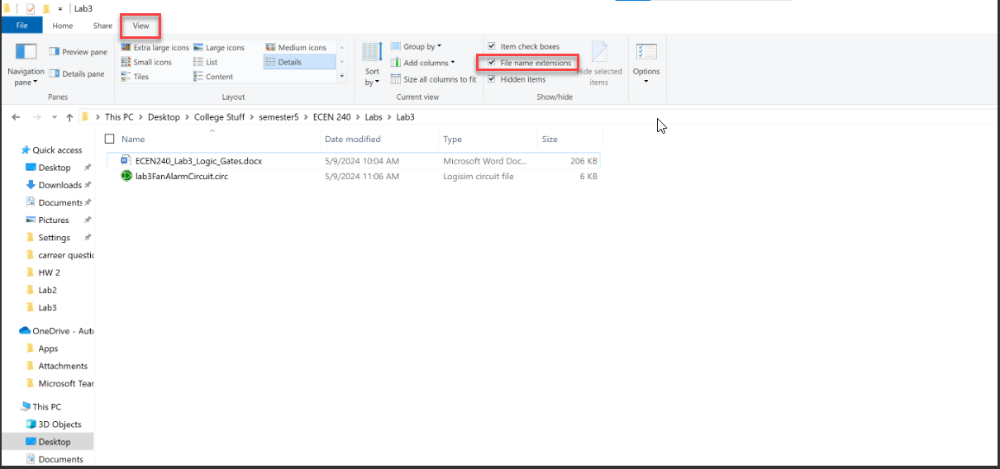 Lab3
File Home Share View
Extra large icons Large icons Medium icons
Small icons List Details
Tiles Content
Preview pane
Details pane
Navigation pane
Panes
Layout
Sort by
Group by
Add columns
Size all columns to fit
Current view
Item check boxes
File name extensions
Hidden items
Hide selected items
Show/hide
Options
This PC > Desktop > College Stuff > semester5 > ECEN 240 > Labs > Lab3
Name Date modified Type Size
ECEN240_Lab3_Logic_Gates.docx 5/9/2024 10:04 AM Microsoft Word Doc... 206 KB
lab3FanAlarmCircuit.circ 5/9/2024 11:06 AM Logisim circuit file 6 KB
Quick access
Desktop
Downloads
Documents
Pictures
Settings
carreer questic
HW 2
Lab2
Lab3
OneDrive - Aut
Apps
Attachments
Microsoft Tear
This PC
3D Objects
Desktop
Documents